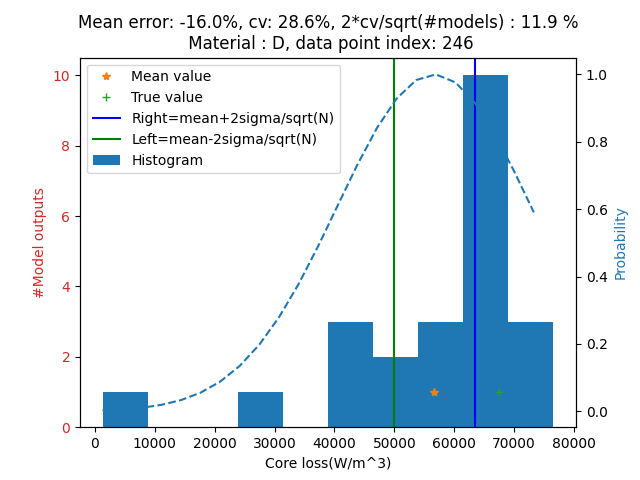 Mean error: -16.0%, cv: 28.6%, 2*cv/sqrt(#models) : 11.9 %
Material : D, data point index: 246
Mean value
True value
Right=mean+2sigma/sqrt(N)
Left=mean-2sigma/sqrt(N)
Histogram
#Model outputs
10
8
6
4
2
0
1.0
0.8
0.6
0.4
0.2
0.0
Probability
0 10000 20000 30000 40000 50000 60000 70000 80000
Core loss(W/m^3)